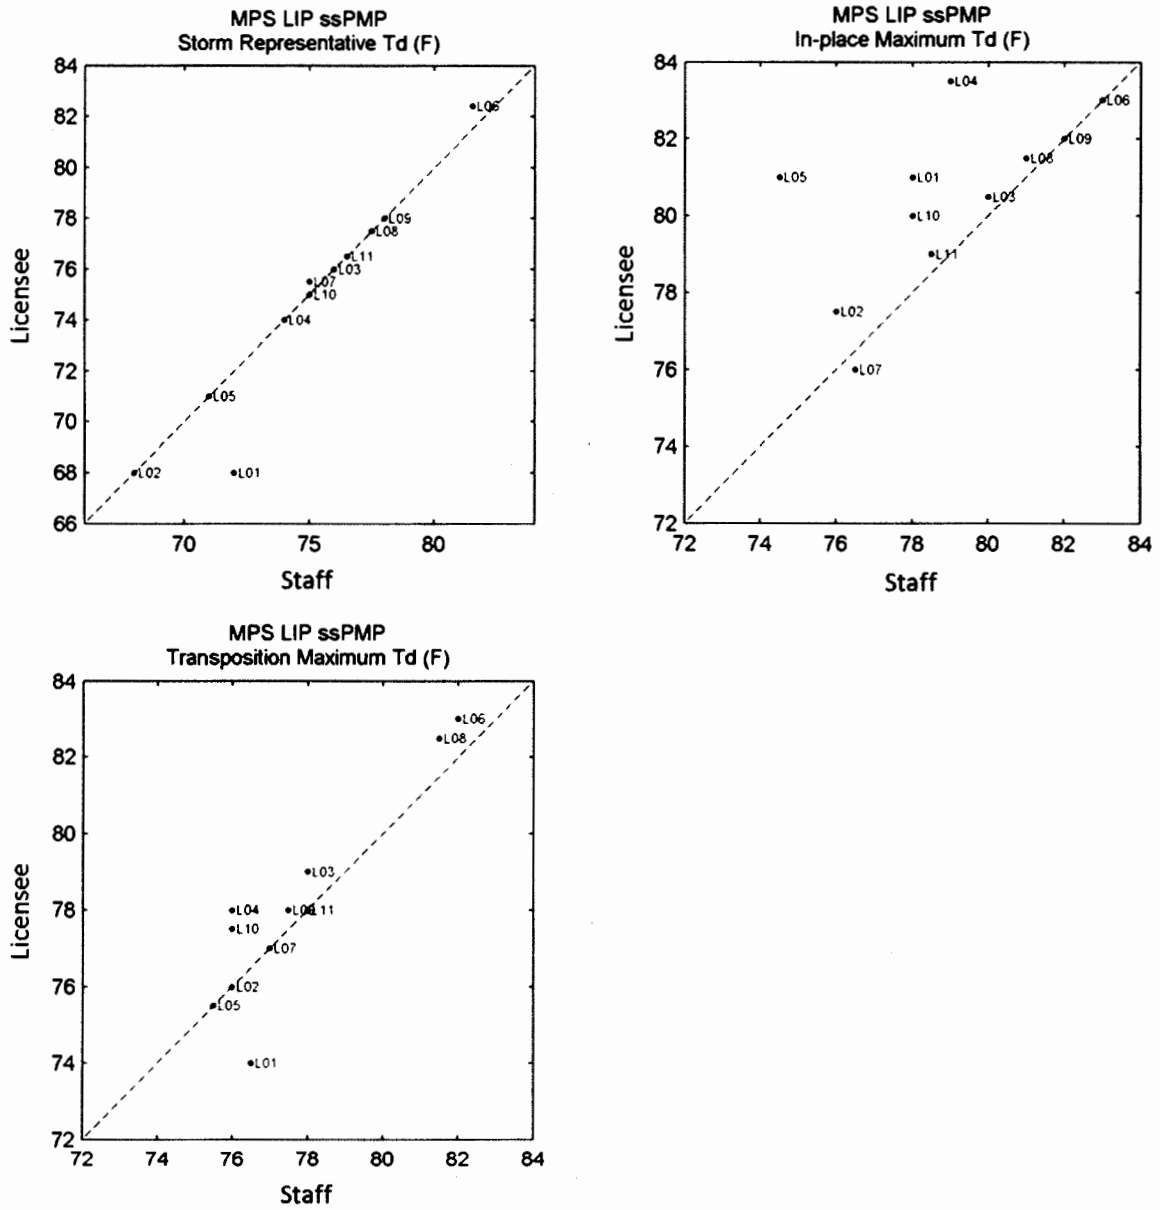 MPS LIP ssPMP
Storm Representative Td (F)
84
82
80
78
76
74
72
70
68
66
L06
L09
L08
L11
L03
L07
L10
L04
L05
L02
L01
70
75
80
Licensee
Staff
MPS LIP ssPMP
In-place Maximum Td (F)
84
82
80
78
76
74
72
L04
L06
L09
L08
L05
L01
L03
L10
L11
L02
L07
72
74
76
78
80
82
84
Licensee
Staff
MPS LIP ssPMP
Transposition Maximum Td (F)
84
82
80
78
76
74
72
L06
L08
L03
L04
L09
L11
L10
L07
L02
L05
L01
72
74
76
78
80
82
84
Licensee
Staff